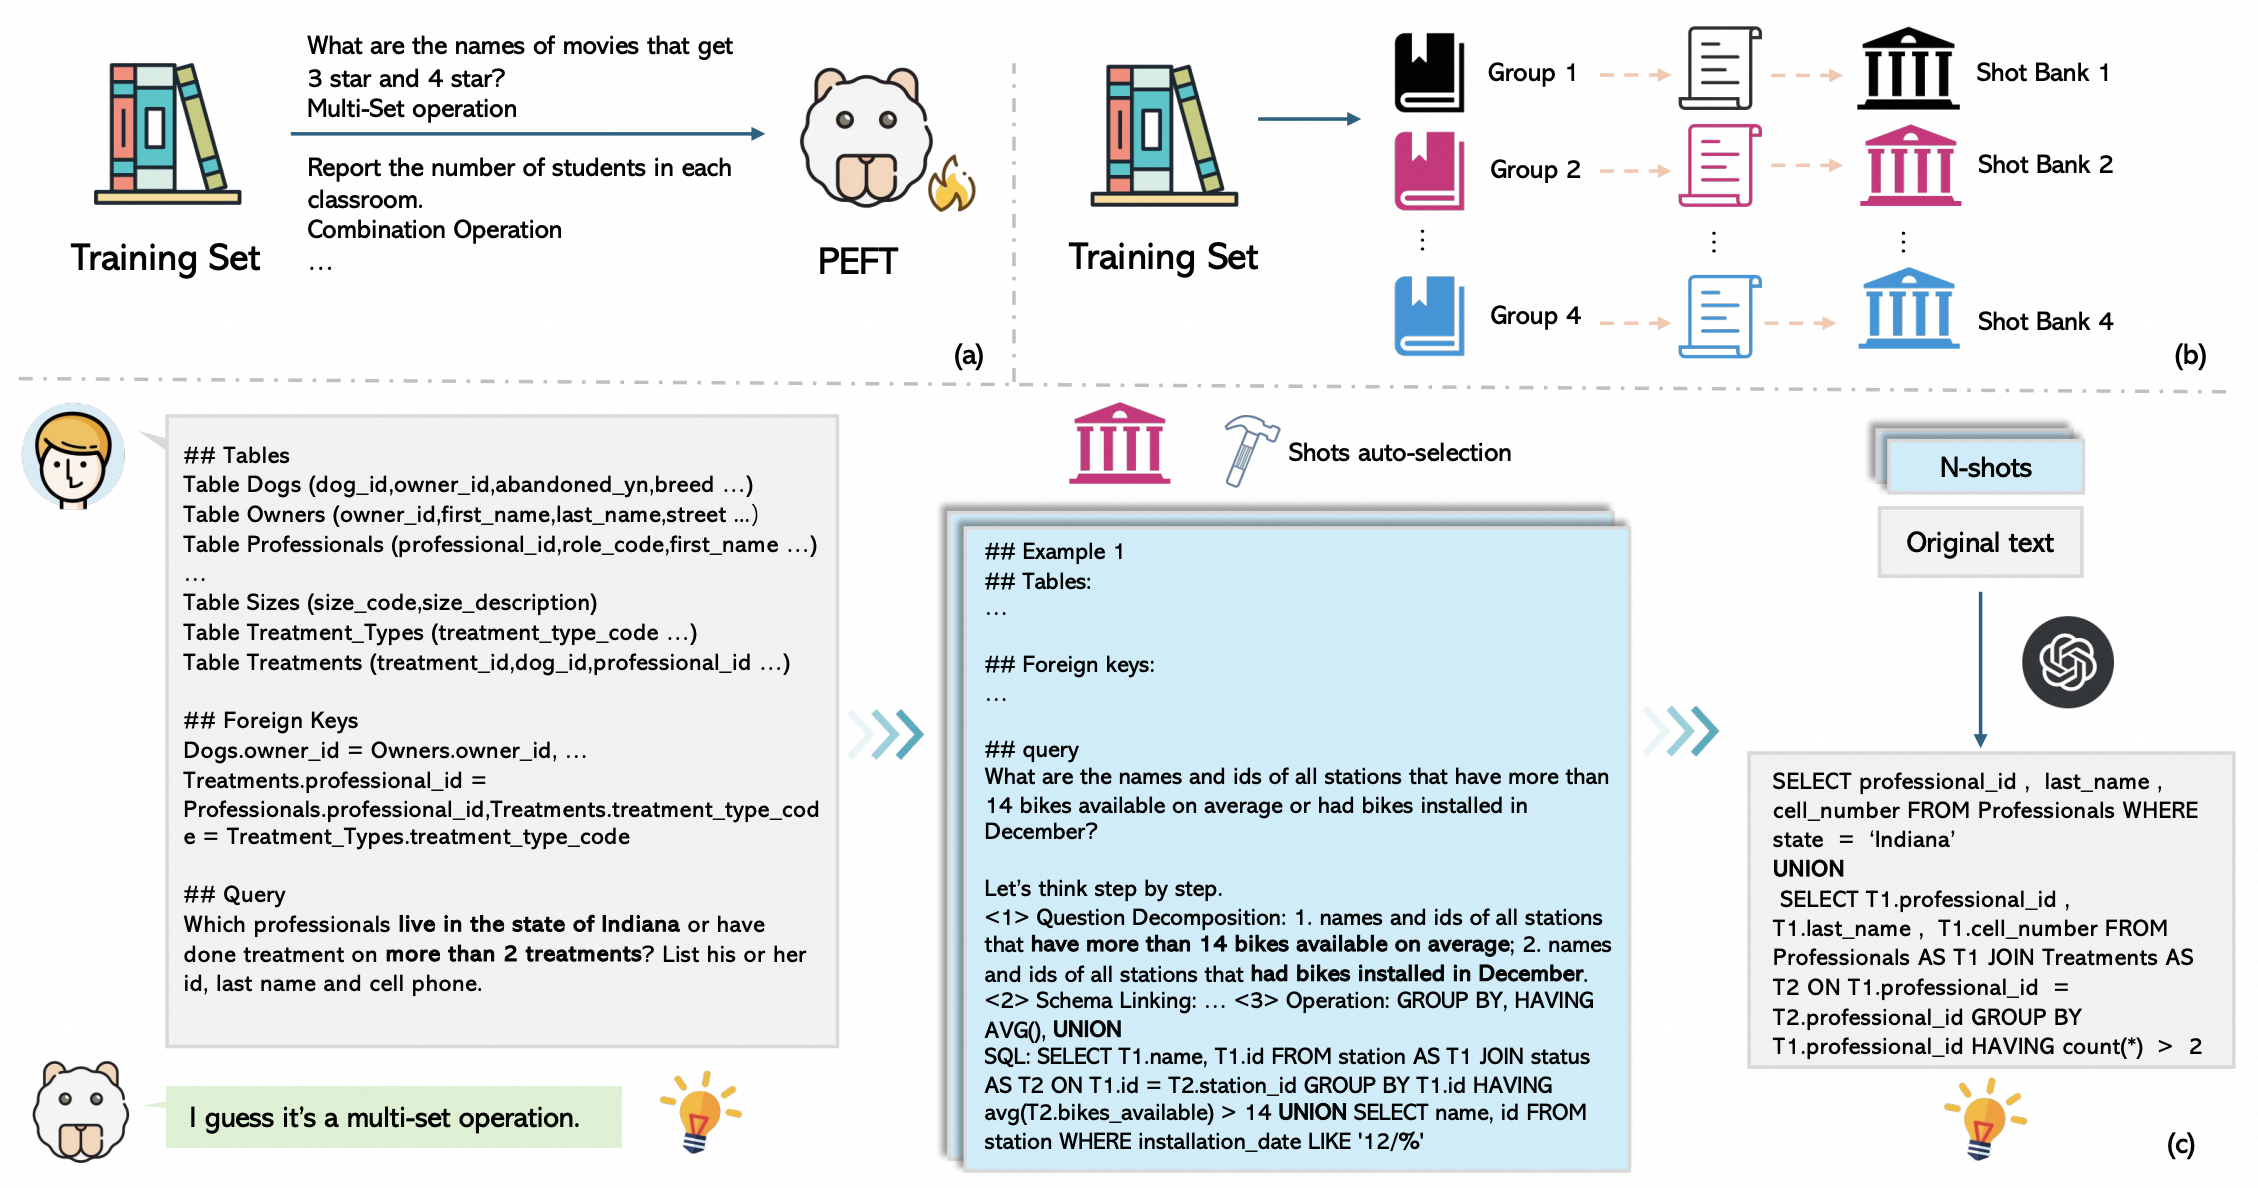 What are the names of movies that get
3 star and 4 star?
Multi-Set operation
Report the number of students in each
classroom.
Combination Operation
...
Training Set
PEFT
(a)
Training Set
Group 1
Shot Bank 1
Group 2
Shot Bank 2
Group 4
Shot Bank 4
(b)
## Tables
Table Dogs (dog_id,owner_id,abandoned_yn,breed ...)
Table Owners (owner_id,first_name,last_name,street ...)
Table Professionals (professional_id,role_code,first_name ...)
...
Table Sizes (size_code,size_description)
Table Treatment_Types (treatment_type_code ...)
Table Treatments (treatment_id,dog_id,professional_id ...)
## Foreign Keys
Dogs.owner_id = Owners.owner_id, ...
Treatments.professional_id =
Professionals.professional_id,Treatments.treatment_type_cod
e = Treatment_Types.treatment_type_code
## Query
Which professionals live in the state of Indiana or have
done treatment on more than 2 treatments? List his or her
id, last name and cell phone.
I guess it's a multi-set operation.
Shots auto-selection
## Example 1
## Tables:
...
## Foreign keys:
...
## query
What are the names and ids of all stations that have more than
14 bikes available on average or had bikes installed in
December?
Let's think step by step.
<1> Question Decomposition: 1. names and ids of all stations
that have more than 14 bikes available on average; 2. names
and ids of all stations that had bikes installed in December.
<2> Schema Linking: ... <3> Operation: GROUP BY, HAVING
AVG(), UNION
SQL: SELECT T1.name, T1.id FROM station AS T1 JOIN status
AS T2 ON T1.id = T2.station_id GROUP BY T1.id HAVING
avg(T2.bikes_available) > 14 UNION SELECT name, id FROM
station WHERE installation_date LIKE '12/%'
N-shots
Original text
SELECT professional_id , last_name ,
cell_number FROM Professionals WHERE
state = ‘Indiana’
UNION
SELECT T1.professional_id ,
T1.last_name , T1.cell_number FROM
Professionals AS T1 JOIN Treatments AS
T2 ON T1.professional_id =
T2.professional_id GROUP BY
T1.professional_id HAVING count(*) > 2
(c)